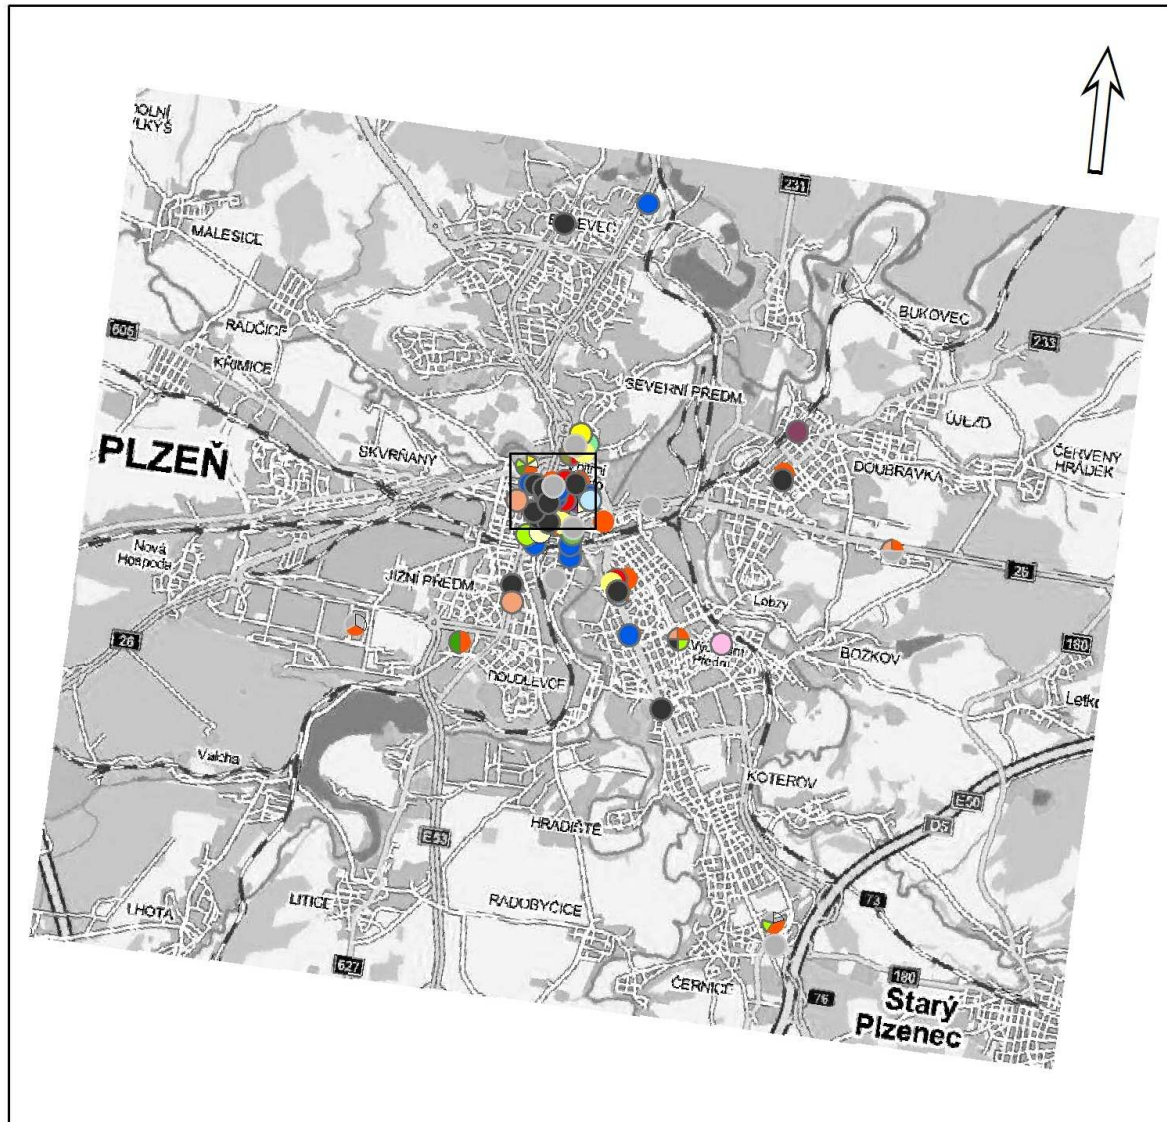 231
MALESICE
BUKOVEC
605
RADČICE
233
KŘIMICE
SEVERNÍ PŘEDM.
ÚJEZD
ČERVENÝ
HRÁDEK
PLZEŇ
SKVRŇANY
DOUBRAVKA
Nová
Hospoda
26
JIŽNÍ PŘEDM.
Lobzy
26
180
BOŽKOV
DOUDLEVCE
Valcha
KOTEROV
E50
D5
HRADIŠTĚ
E53
LHOTA
LITICE
RADOBYČICE
73
627
ČERNICE
180
76
Starý
Plzenec